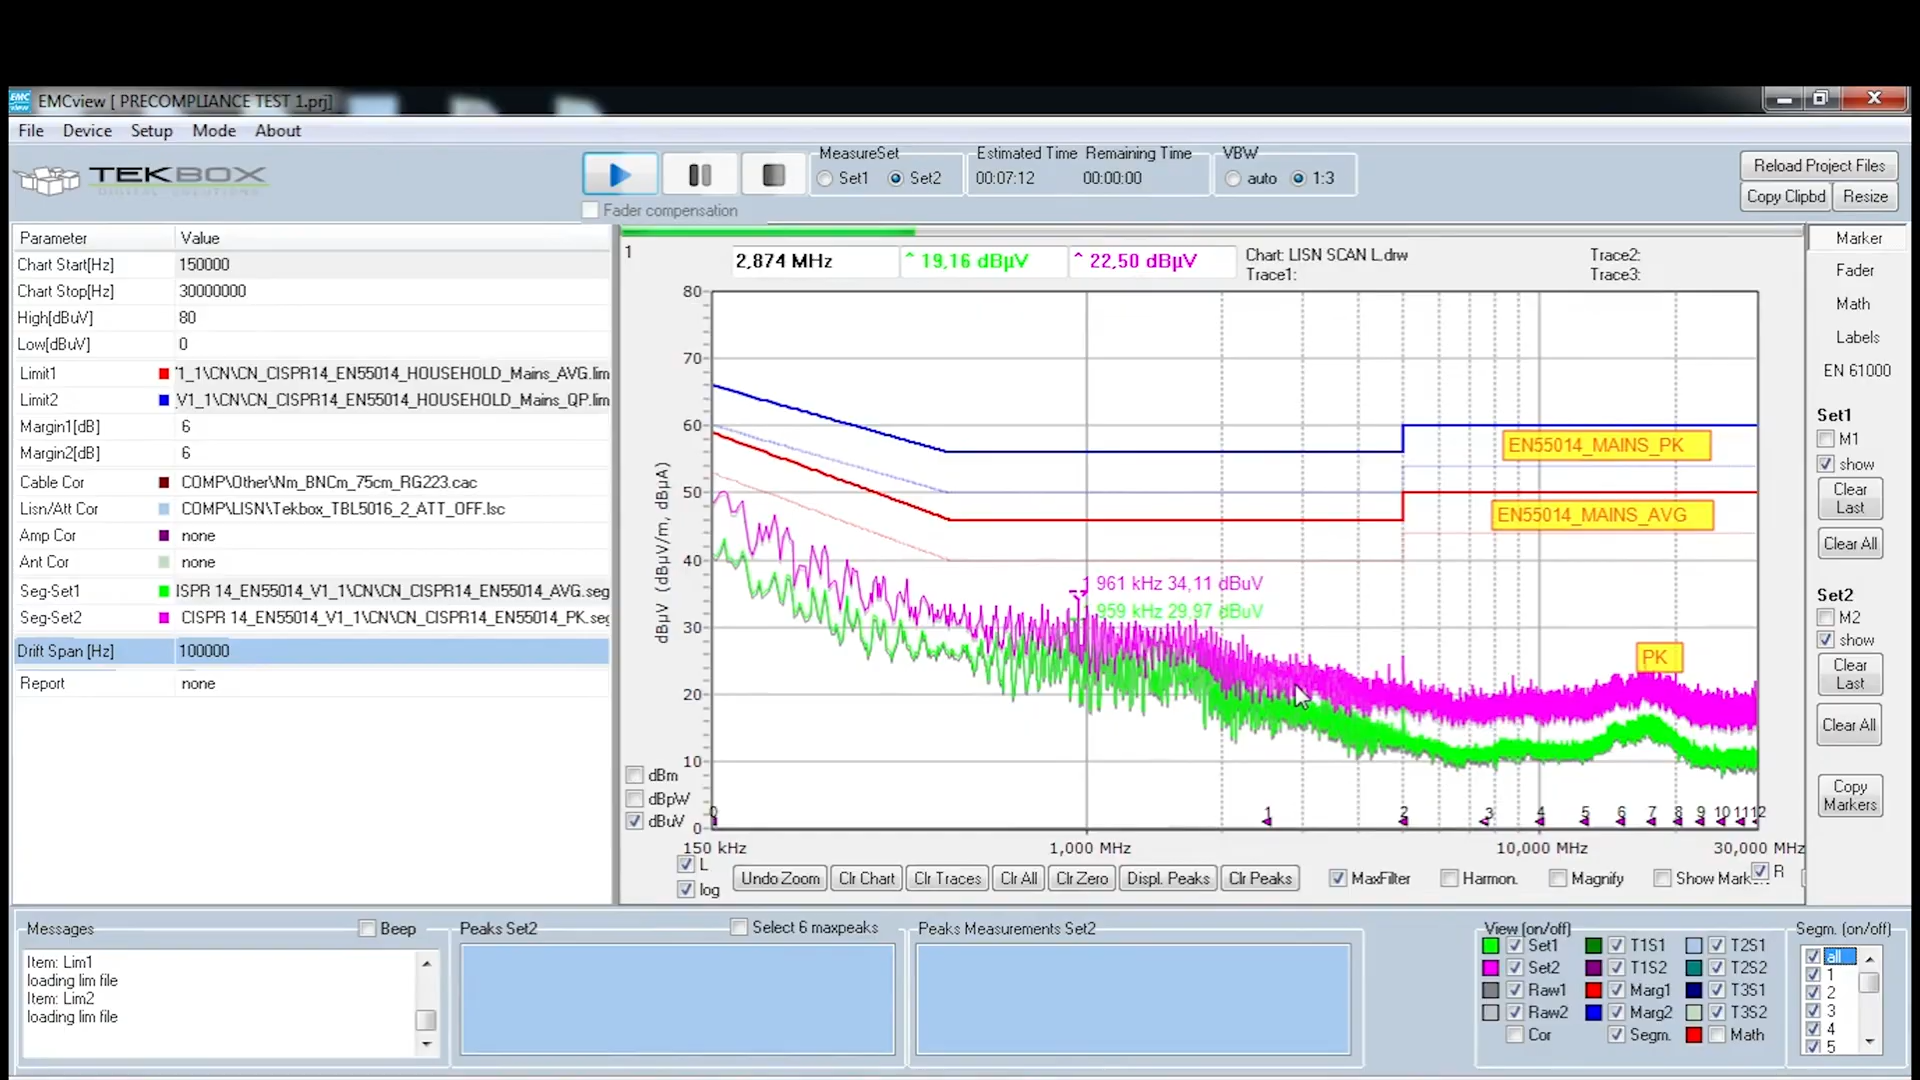 EMCview [ PRECOMPLIANCE TEST 1.prj]
File Device Setup Mode About
TEKBOX
DIGITAL SOLUTIONS
MeasureSet
Set1 Set2
Estimated Time Remaining Time
00:07:12 00:00:00
VBW
auto 1:3
Fader compensation
Reload Project Files
Copy Clipbd Resize
Parameter Value
Chart Start[Hz] 150000
Chart Stop[Hz] 30000000
High[dBuV] 80
Low[dBuV] 0
Limit1 '1_1\CN\CN_CISPR14_EN55014_HOUSEHOLD_Mains_AVG.lim
Limit2 _V1_1\CN\CN_CISPR14_EN55014_HOUSEHOLD_Mains_QP.lim
Margin1[dB] 6
Margin2[dB] 6
Cable Cor COMP\Other\Nm_BNCm_75cm_RG223.cac
Lisn/Att Cor COMP\LISN\Tekbox_TBL5016_2_ATT_OFF.lsc
Amp Cor none
Ant Cor none
Seg-Set1 ISPR 14_EN55014_V1_1\CN\CN_CISPR14_EN55014_AVG.seg
Seg-Set2 CISPR 14_EN55014_V1_1\CN\CN_CISPR14_EN55014_PK.seg
Drift Span [Hz] 100000
Report none
1
2,874 MHz ^ 19,16 dBµV ^ 22,50 dBµV
Chart: LISN SCAN L.drw
Trace1:
Trace2:
Trace3:
80
70
60
50
40
30
20
10
0
dBµV (dBµV/m, dBµA)
EN55014_MAINS_PK
EN55014_MAINS_AVG
1 961 kHz 34,11 dBuV
959 kHz 29,97 dBuV
PK
dBm
dBpW
dBuV
0 1 2 3 4 5 6 7 8 9 10 11 12
150 kHz 1,000 MHz 10,000 MHz 30,000 MHz
L
log
Undo Zoom Clr Chart Clr Traces Clr All Clr Zero Displ. Peaks Clr Peaks MaxFilter Harmon. Magnify Show Mark R
Marker
Fader
Math
Labels
EN 61000
Set1
M1
show
Clear
Last
Clear All
Set2
M2
show
Clear
Last
Clear All
Copy
Markers
Messages Beep
Item: Lim1
loading lim file
Item: Lim2
loading lim file
Peaks Set2 Select 6 maxpeaks
Peaks Measurements Set2
View (on/off)
Set1 T1S1 T2S1
Set2 T1S2 T2S2
Raw1 Marg1 T3S1
Raw2 Marg2 T3S2
Cor Segm. Math
Segm. (on/off)
all
1
2
3
4
5